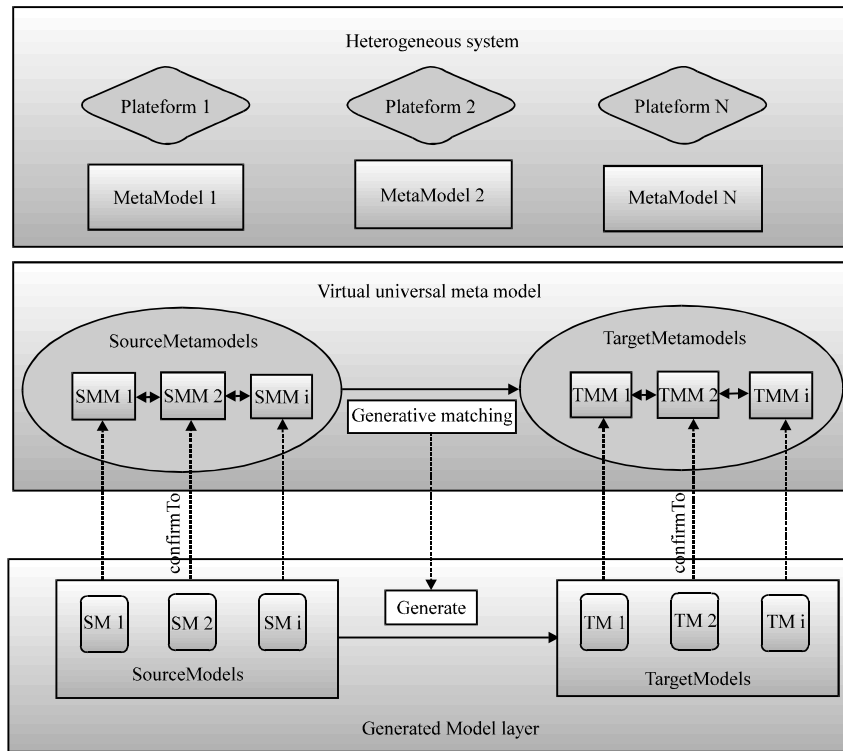 Heterogeneous system
Plateform 1
Plateform 2
Plateform N
MetaModel 1
MetaModel 2
MetaModel N
Virtual universal meta model
SourceMetamodels
TargetMetamodels
SMM 1
SMM 2
SMM i
TMM 1
TMM 2
TMM i
Generative matching
confirmTo
confirmTo
Generate
SM 1
SM 2
SM i
TM 1
TM 2
TM i
SourceModels
TargetModels
Generated Model layer